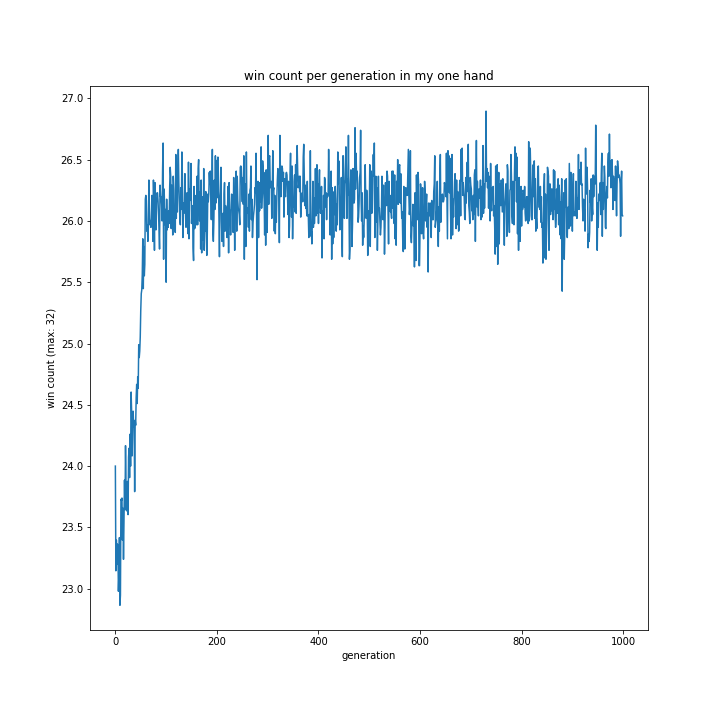 win count per generation in my one hand
27.0
26.5
26.0
25.5
25.0
24.5
24.0
23.5
23.0
win count (max: 32)
0 200 400 600 800 1000
generation